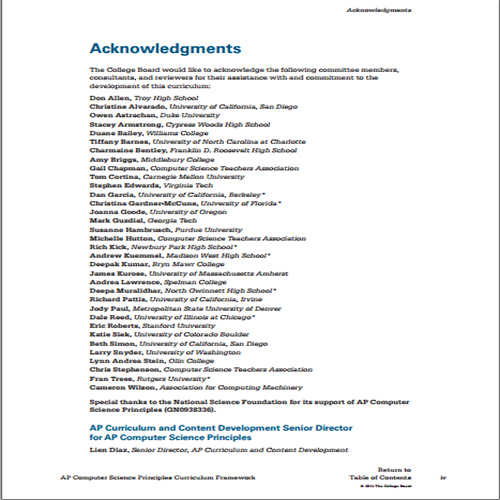 Acknowledgments
Acknowledgments
The College Board would like to acknowledge the following committee members,
consultants, and reviewers for their assistance with and commitment to the
development of this curriculum:
Don Allen, Troy High School
Christine Alvarado, University of California, San Diego
Owen Astrachan, Duke University
Stacey Armstrong, Cypress Woods High School
Duane Bailey, Williams College
Tiffany Barnes, University of North Carolina at Charlotte
Charmaine Bentley, Franklin D. Roosevelt High School
Amy Briggs, Middlebury College
Gail Chapman, Computer Science Teachers Association
Tom Cortina, Carnegie Mellon University
Stephen Edwards, Virginia Tech
Dan Garcia, University of California, Berkeley*
Christina Gardner-McCune, University of Florida*
Joanna Goode, University of Oregon
Mark Guzdial, Georgia Tech
Susanne Hambrusch, Purdue University
Michelle Hutton, Computer Science Teachers Association
Rich Kick, Newbury Park High School*
Andrew Kuemmel, Madison West High School*
Deepak Kumar, Bryn Mawr College
James Kurose, University of Massachusetts Amherst
Andrea Lawrence, Spelman College
Deepa Muralidhar, North Gwinnett High School*
Richard Pattis, University of California, Irvine
Jody Paul, Metropolitan State University of Denver
Dale Reed, University of Illinois at Chicago*
Eric Roberts, Stanford University
Katie Siek, University of Colorado Boulder
Beth Simon, University of California, San Diego
Larry Snyder, University of Washington
Lynn Andrea Stein, Olin College
Chris Stephenson, Computer Science Teachers Association
Fran Trees, Rutgers University*
Cameron Wilson, Association for Computing Machinery
Special thanks to the National Science Foundation for its support of AP Computer
Science Principles (GN0938336).
AP Curriculum and Content Development Senior Director
for AP Computer Science Principles
Lien Diaz, Senior Director, AP Curriculum and Content Development
Return to
AP Computer Science Principles Curriculum Framework Table of Contents iv
© 2014 The College Board